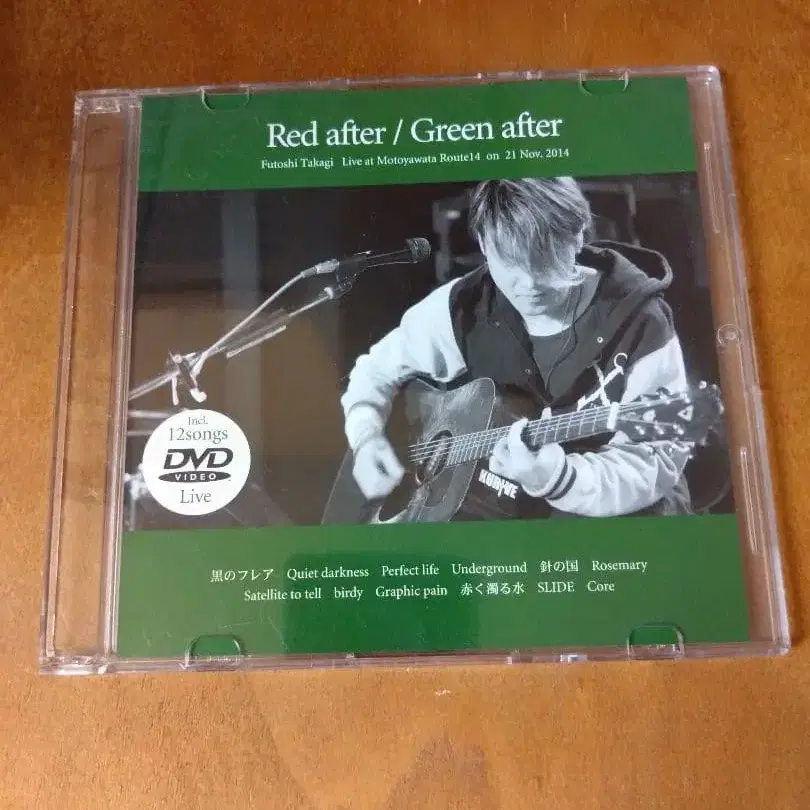 Red after / Green after
Futoshi Takagi Live at Motoyawata Route14 on 21 Nov. 2014
Incl.
12songs
DVD
VIDEO
Live
黒のフレア Quiet darkness Perfect life Underground 針の国 Rosemary
Satellite to tell birdy Graphic pain 赤く濁る水 SLIDE Core